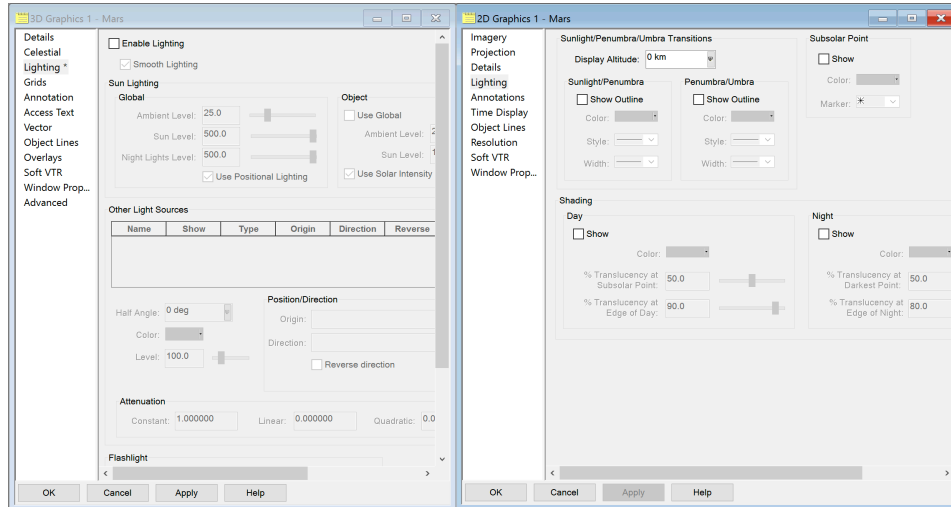 3D Graphics 1 - Mars
Details
Celestial
Lighting *
Grids
Annotation
Access Text
Vector
Object Lines
Overlays
Soft VTR
Window Prop...
Advanced
Enable Lighting
Smooth Lighting
Sun Lighting
Global
Ambient Level: 25.0
Sun Level: 500.0
Night Lights Level: 500.0
Use Positional Lighting
Object
Use Global
Ambient Level: 2
Sun Level: 1
Use Solar Intensity
Other Light Sources
Name Show Type Origin Direction Reverse
Half Angle: 0 deg
Color:
Level: 100.0
Position/Direction
Origin:
Direction:
Reverse direction
Attenuation
Constant: 1.000000 Linear: 0.000000 Quadratic: 0.0
Flashlight
OK Cancel Apply Help
2D Graphics 1 - Mars
Imagery
Projection
Details
Lighting
Annotations
Time Display
Object Lines
Resolution
Soft VTR
Window Prop...
Sunlight/Penumbra/Umbra Transitions
Display Altitude: 0 km
Sunlight/Penumbra
Show Outline
Color:
Style:
Width:
Penumbra/Umbra
Show Outline
Color:
Style:
Width:
Subsolar Point
Show
Color:
Marker: *
Shading
Day
Show
Color:
% Translucency at
Subsolar Point: 50.0
% Translucency at
Edge of Day: 90.0
Night
Show
Color:
% Translucency at
Darkest Point: 50.0
% Translucency at
Edge of Night: 80.0
OK Cancel Apply Help